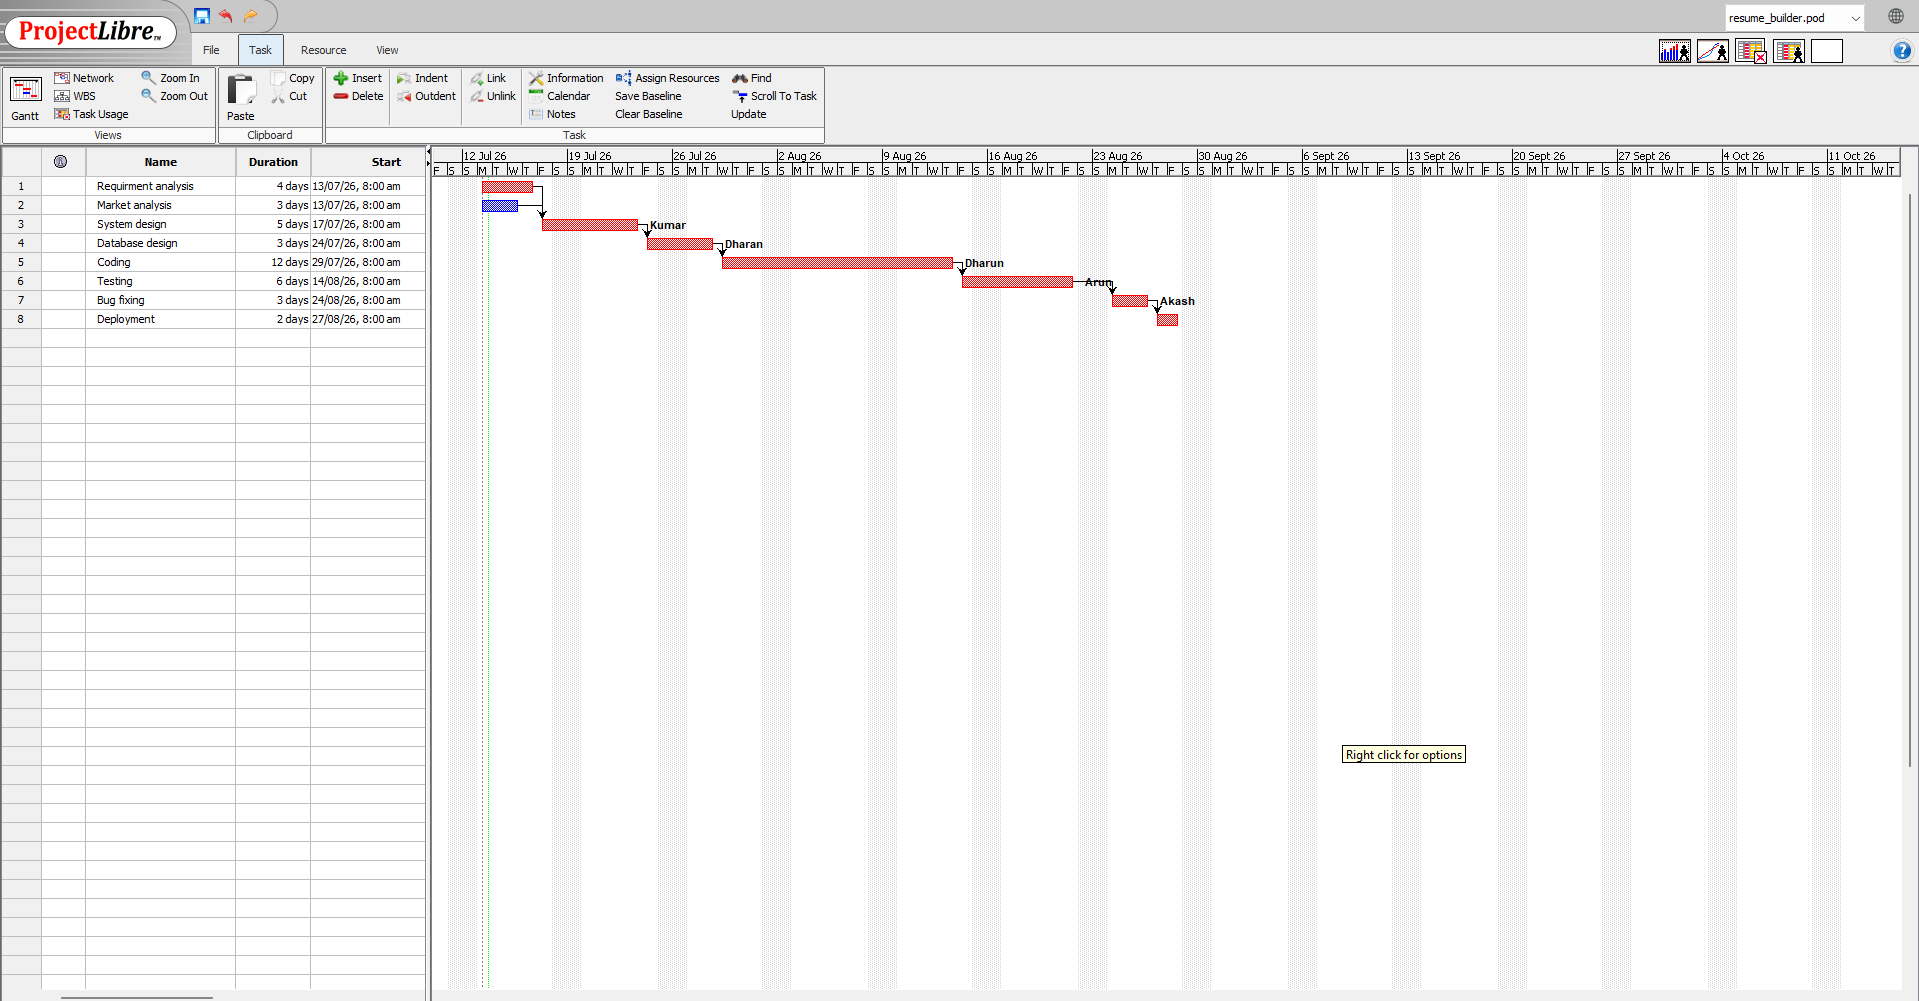 resume_builder.pod
ProjectLibre™
File Task Resource View
Network Zoom In Copy Insert Indent Link Information Assign Resources Find
WBS Zoom Out Cut Delete Outdent Unlink Calendar Save Baseline Scroll To Task
Gantt Task Usage Paste Notes Clear Baseline Update
Views Clipboard Task
Name Duration Start
12 Jul 26 19 Jul 26 26 Jul 26 2 Aug 26 9 Aug 26 16 Aug 26 23 Aug 26 30 Aug 26 6 Sept 26 13 Sept 26 20 Sept 26 27 Sept 26 4 Oct 26 11 Oct 26
F S S M T W T F S S M T W T F S S M T W T F S S M T W T F S S M T W T F S S M T W T F S S M T W T F S S M T W T F S S M T W T F S S M T W T F S S M T W T F S S M T W T F S S M T W T F S S M T W T
1 Requirment analysis 4 days 13/07/26, 8:00 am
2 Market analysis 3 days 13/07/26, 8:00 am
3 System design 5 days 17/07/26, 8:00 am Kumar
4 Database design 3 days 24/07/26, 8:00 am Dharan
5 Coding 12 days 29/07/26, 8:00 am Dharun
6 Testing 6 days 14/08/26, 8:00 am Arun
7 Bug fixing 3 days 24/08/26, 8:00 am Akash
8 Deployment 2 days 27/08/26, 8:00 am
Right click for options